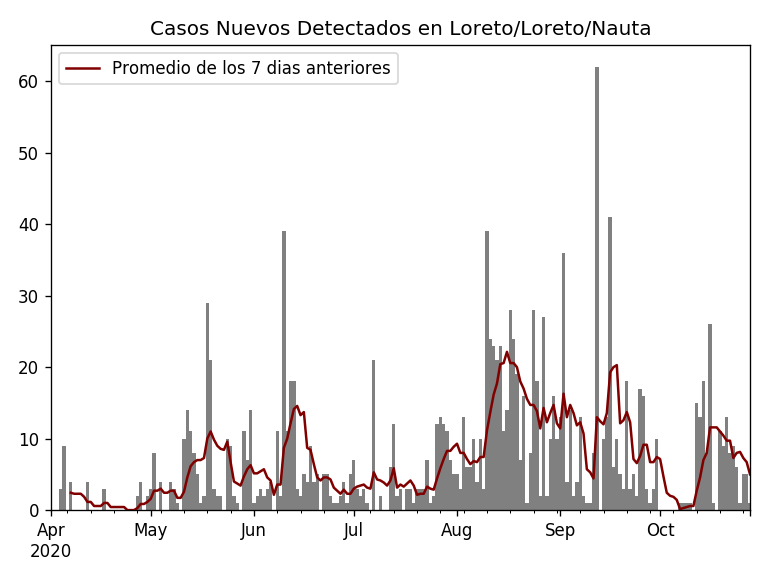 Casos Nuevos Detectados en Loreto/Loreto/Nauta
Promedio de los 7 dias anteriores
60
50
40
30
20
10
0
Apr May Jun Jul Aug Sep Oct
2020